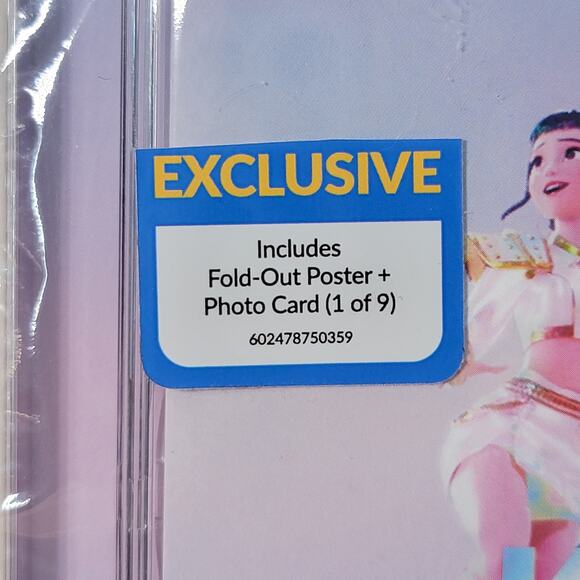 EXCLUSIVE
Includes
Fold-Out Poster +
Photo Card (1 of 9)
602478750359